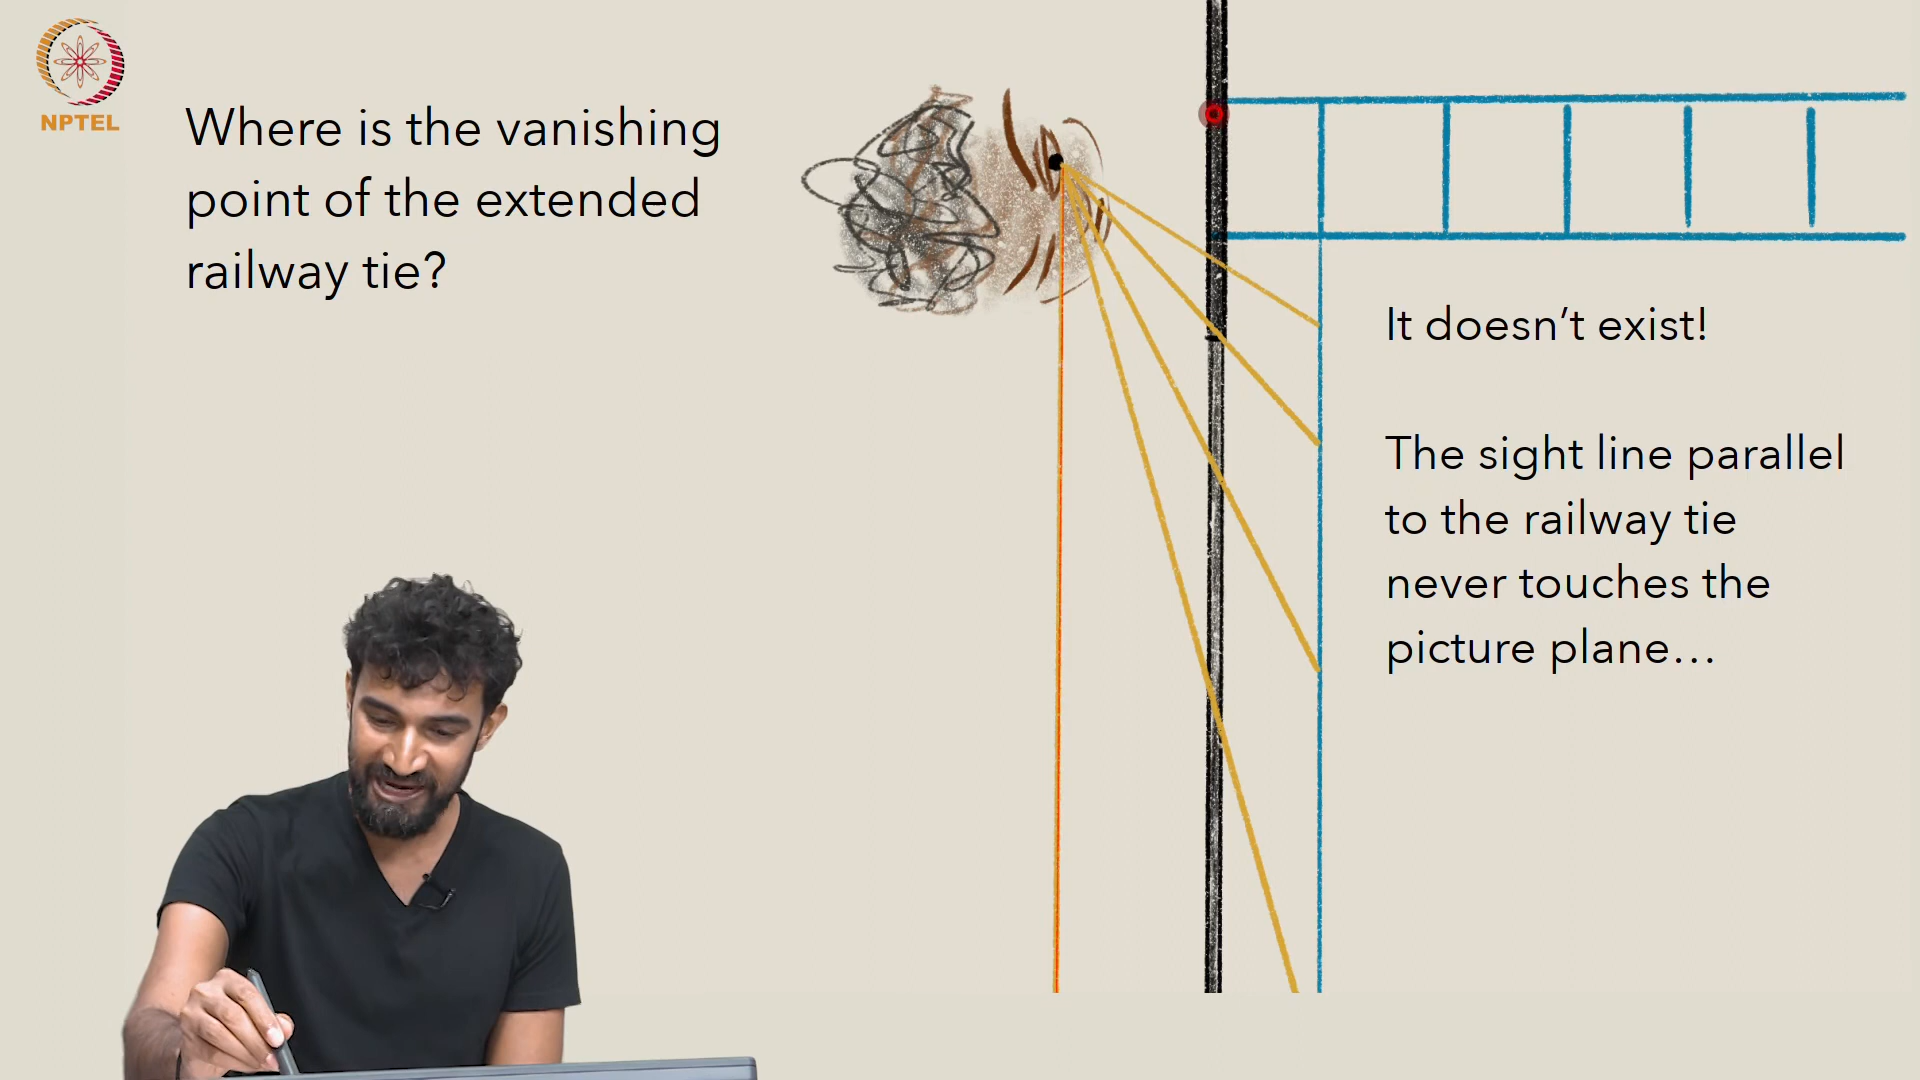 NPTEL
Where is the vanishing
point of the extended
railway tie?
It doesn’t exist!
The sight line parallel
to the railway tie
never touches the
picture plane…